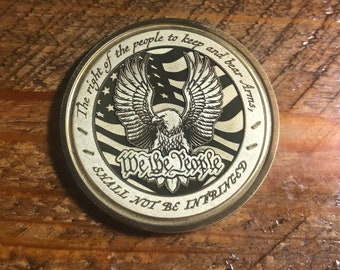 The right of the people to keep and bear Arms,
We the People
SHALL NOT BE INFRINGED